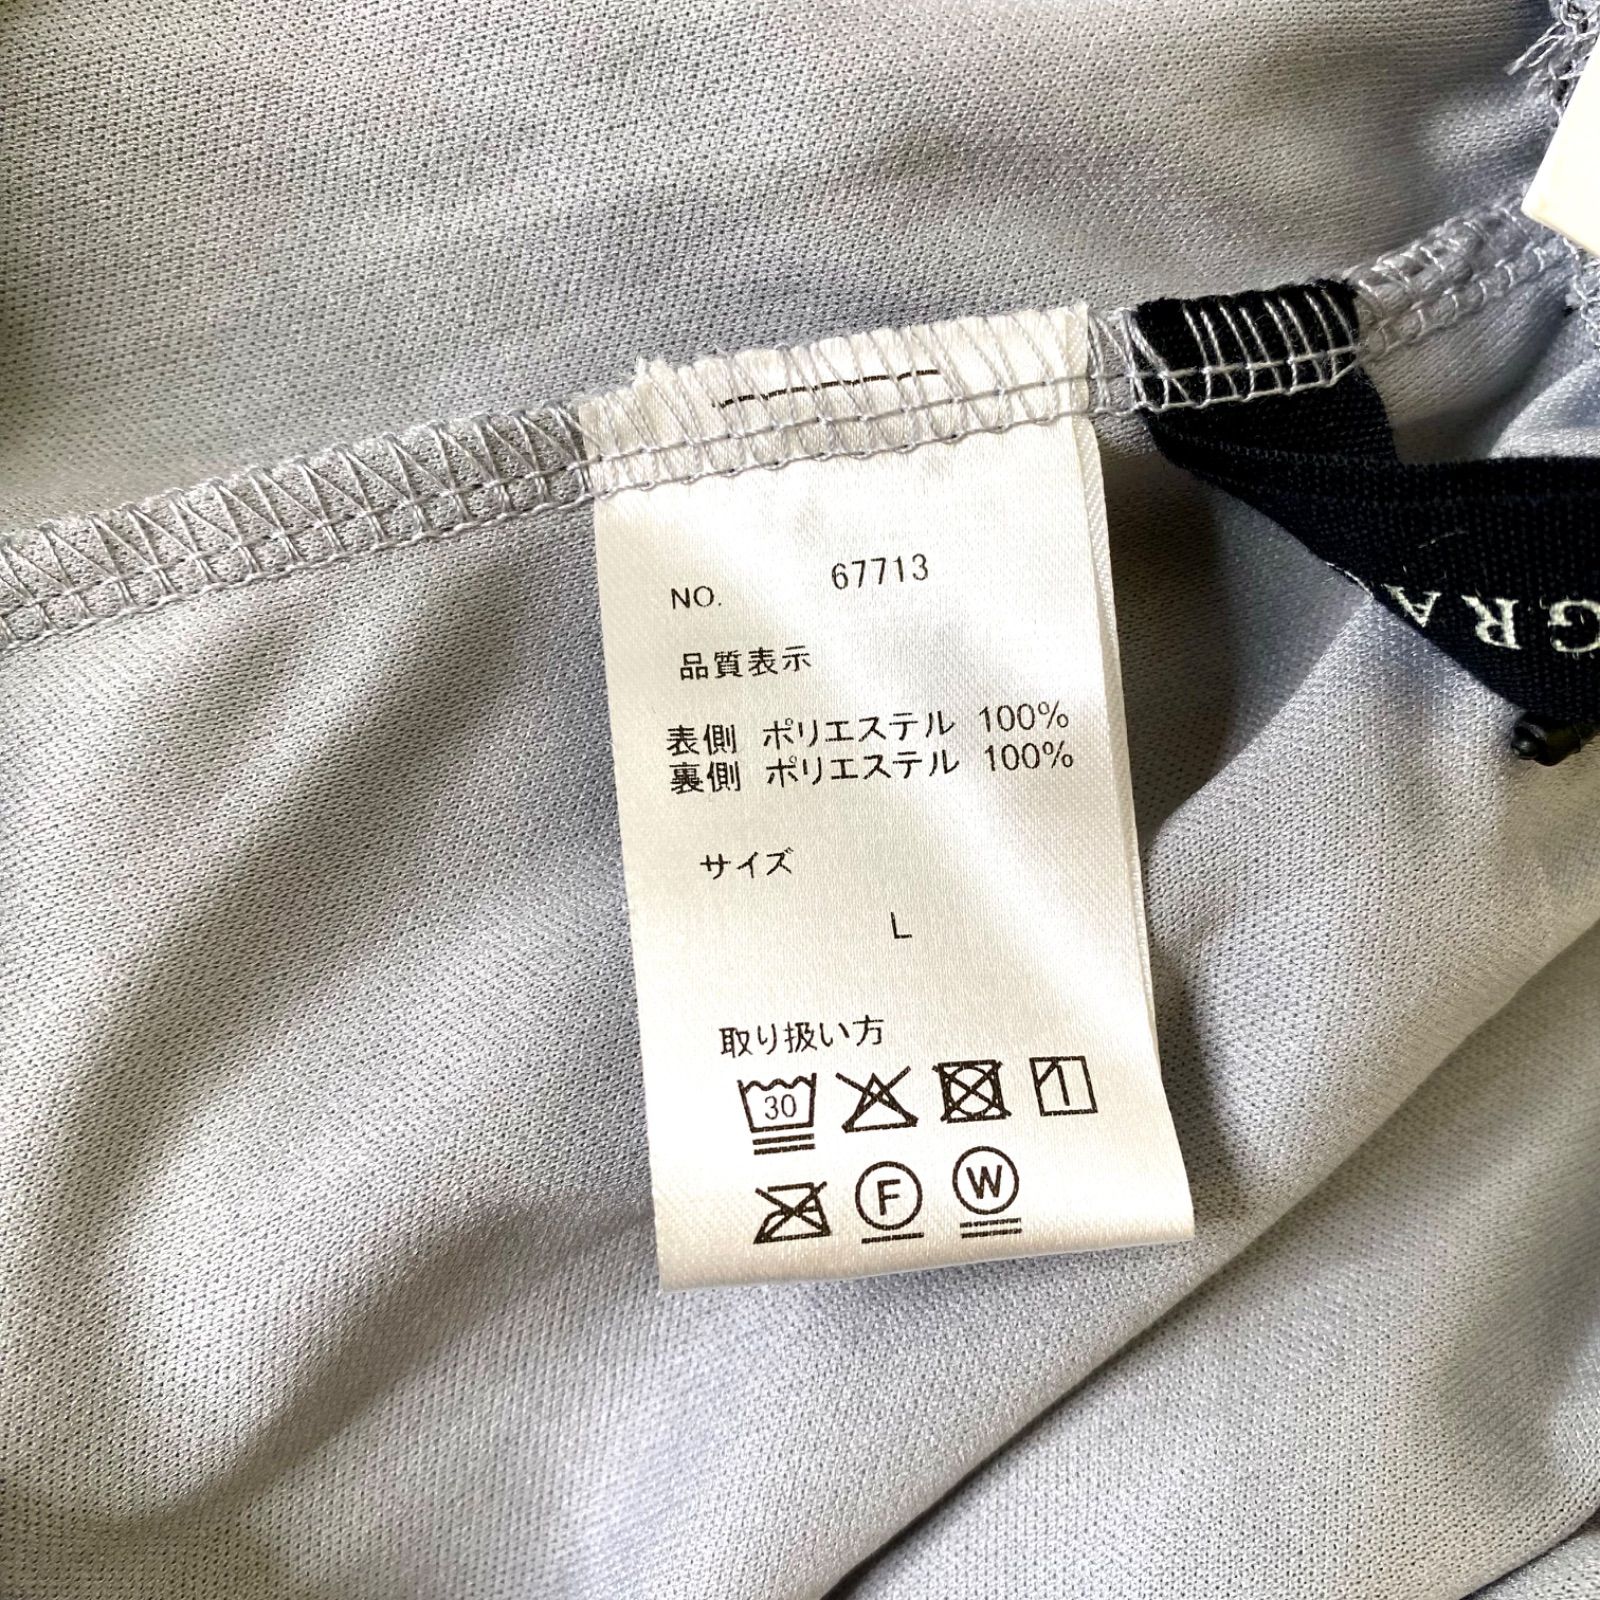 NO. 67713
品質表示
表側 ポリエステル 100%
裏側 ポリエステル 100%
サイズ
L
取り扱い方
30
F W
GRA